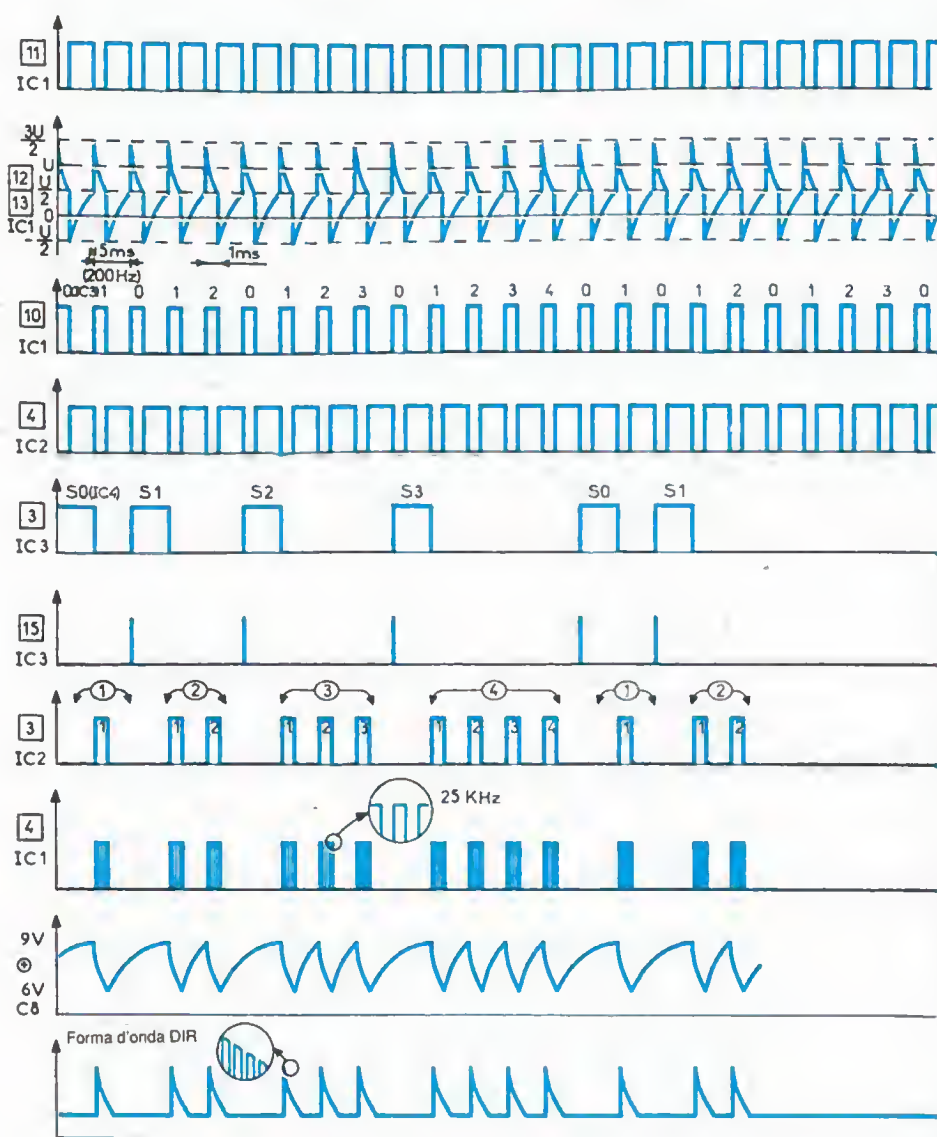 11
IC1
3U
2
U
12
U
13
2
0
IC1
U
2
≈5ms
1ms
(200Hz)
0(IC3) 1 0 1 2 0 1 2 3 0 1 2 3 4 0 1 0 1 2 0 1 2 3 0
10
IC1
4
IC2
S0(IC4) S1 S2 S3 S0 S1
3
IC3
15
IC3
1 2 3 4 1 2
3
1 1 2 1 2 3 1 2 3 4 1 1 2
IC2
25 KHz
4
IC1
9V
⊕
6V
C8
Forma d'onda DIR